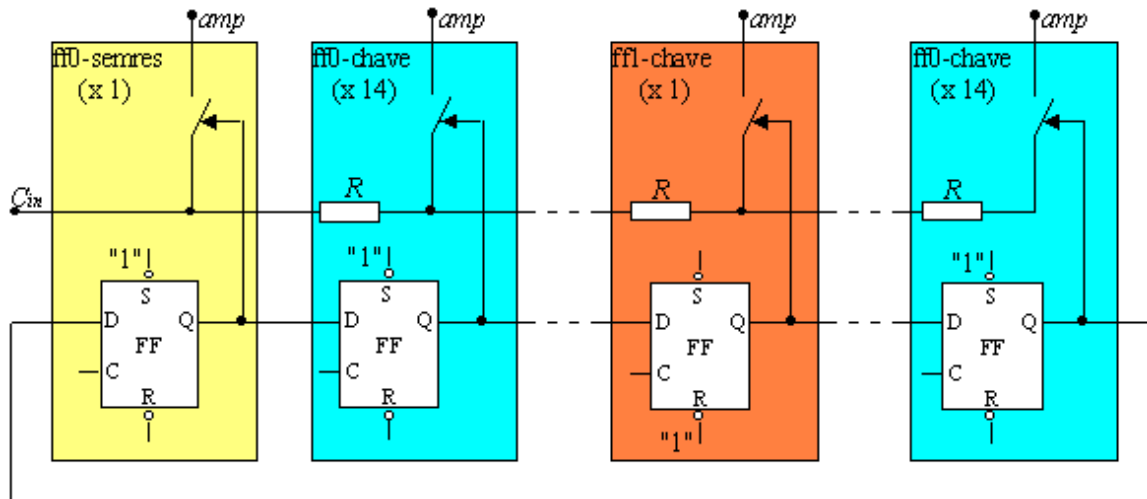 amp amp amp amp
ff0-semres ff0-chave ff1-chave ff0-chave
(x 1) (x 14) (x 1) (x 14)
Cin R R R
"1" "1" "1"
S S S S
D Q D Q D Q D Q
FF FF FF FF
C C C C
R R R R
"1"